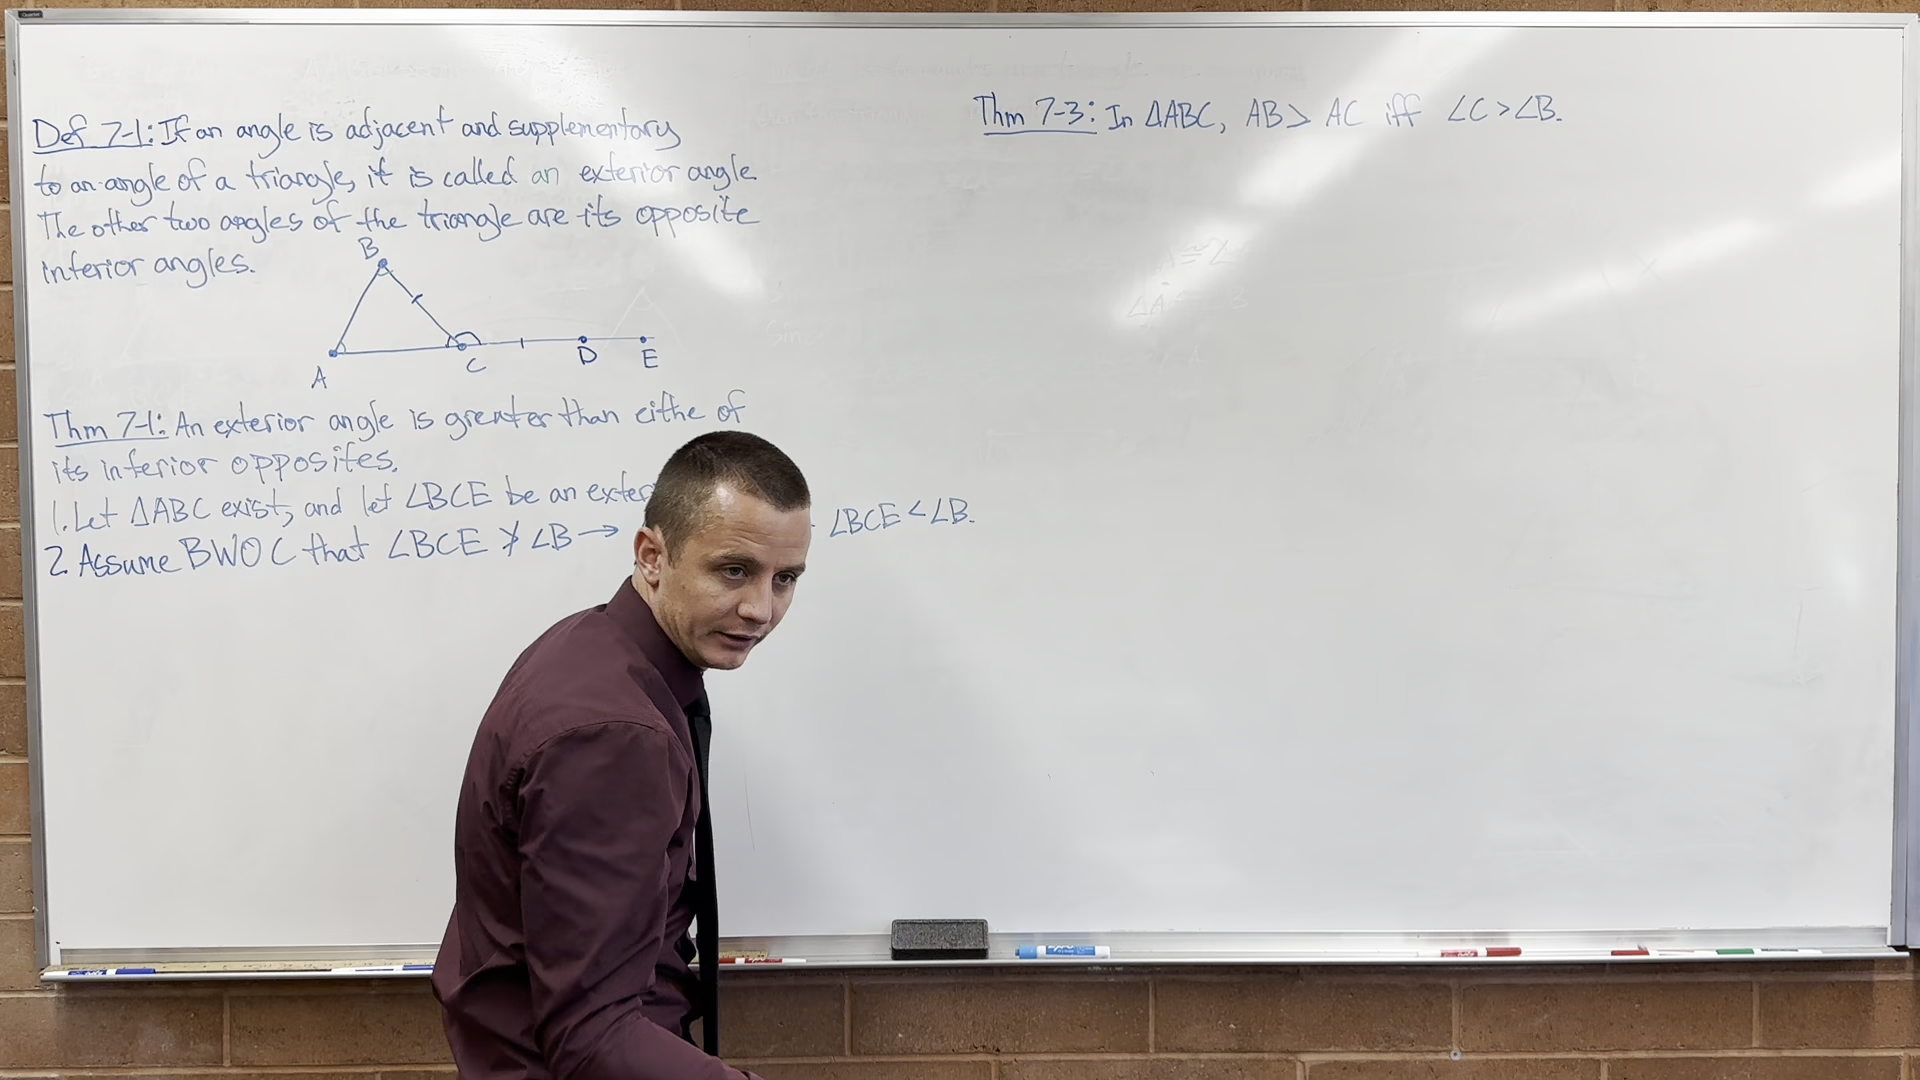 Def 7-1: If an angle is adjacent and supplementary
to an angle of a triangle, it is called an exterior angle.
The other two angles of the triangle are its opposite
interior angles.
B
A
C
D
E
Thm 7-1: An exterior angle is greater than eithe of
its interior opposites.
1. Let ΔABC exist, and let ∠BCE be an exter
2. Assume BWOC that ∠BCE ≯ ∠B → ∠BCE < ∠B.
Thm 7-3: In ΔABC, AB > AC iff ∠C > ∠B.